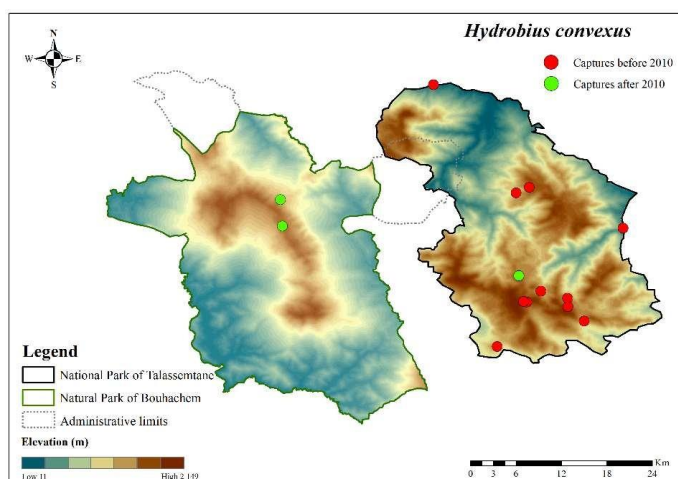 Hydrobius convexus
N
W E
S
Captures before 2010
Captures after 2010
Legend
National Park of Talassemtane
Natural Park of Bouhachem
Administrative limits
Elevation (m)
Low 11 High 2 149
Km
0 3 6 12 18 24